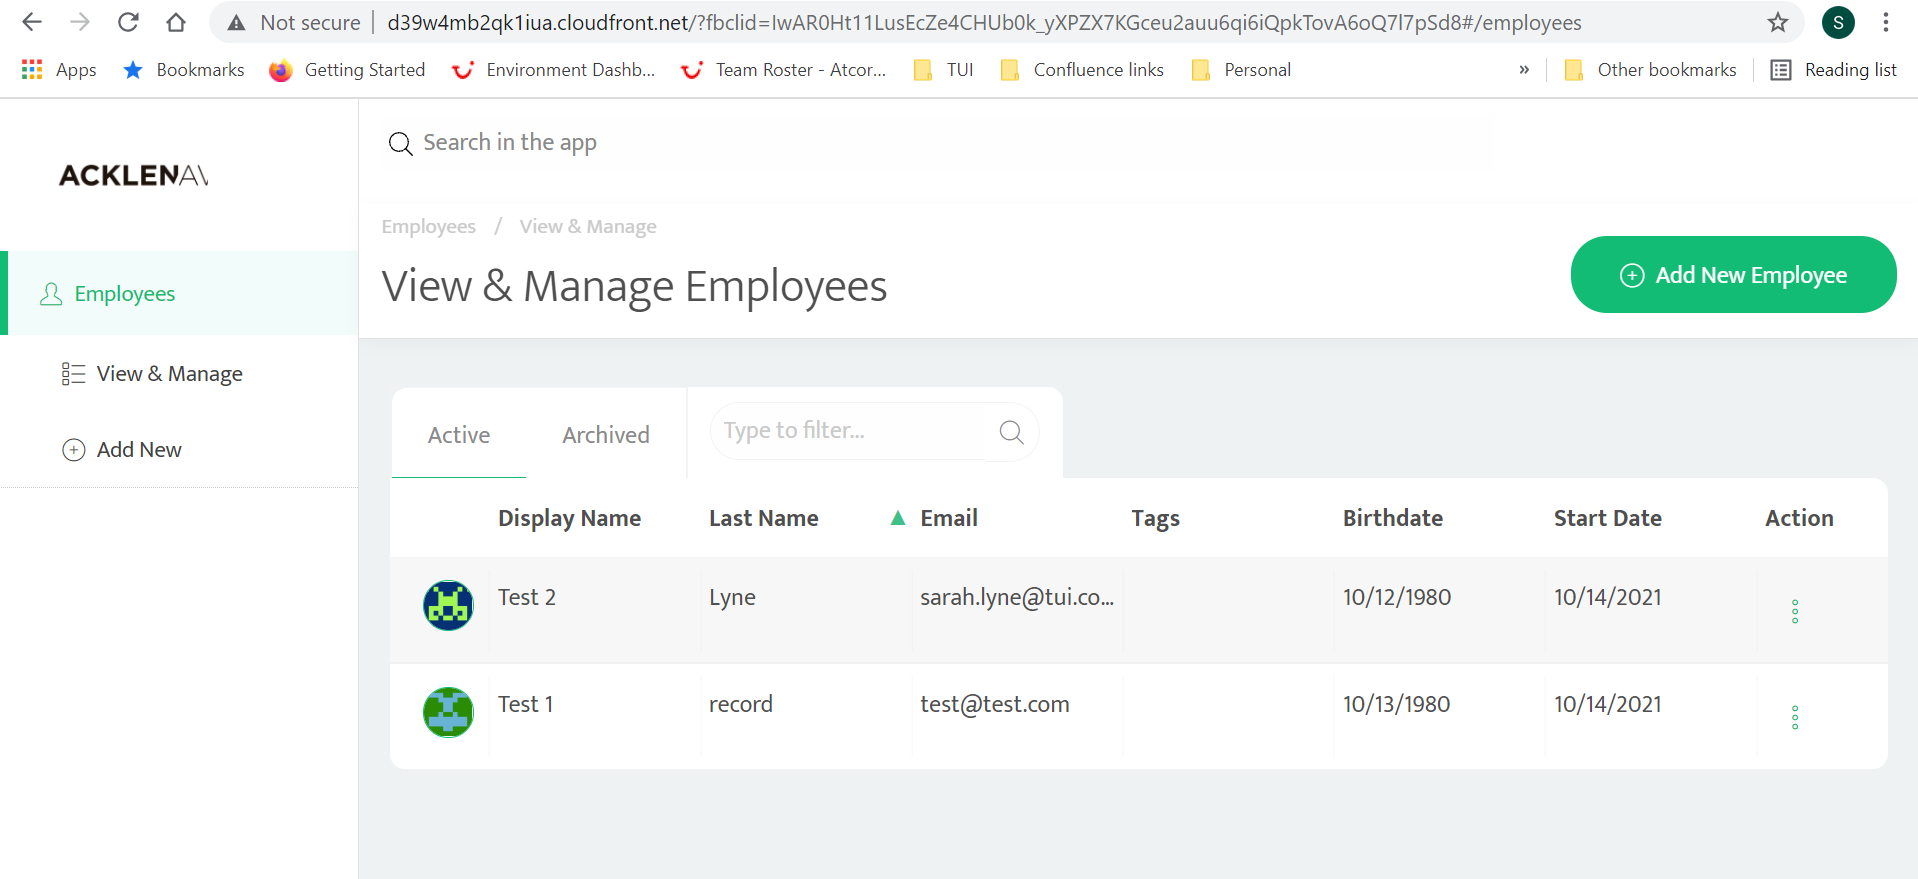 Not secure d39w4mb2qk1iua.cloudfront.net/?fbclid=IwAR0Ht11LusEcZe4CHUb0k_yXPZX7KGceu2auu6qi6iQpkTovA6oQ7l7pSd8#/employees S
Apps Bookmarks Getting Started Environment Dashb... Team Roster - Atcor... TUI Confluence links Personal » Other bookmarks Reading list
ACKLENAV
Search in the app
Employees / View & Manage
View & Manage Employees
Add New Employee
Employees
View & Manage
Add New
Active Archived Type to filter...
Display Name Last Name Email Tags Birthdate Start Date Action
Test 2 Lyne sarah.lyne@tui.co... 10/12/1980 10/14/2021
Test 1 record test@test.com 10/13/1980 10/14/2021